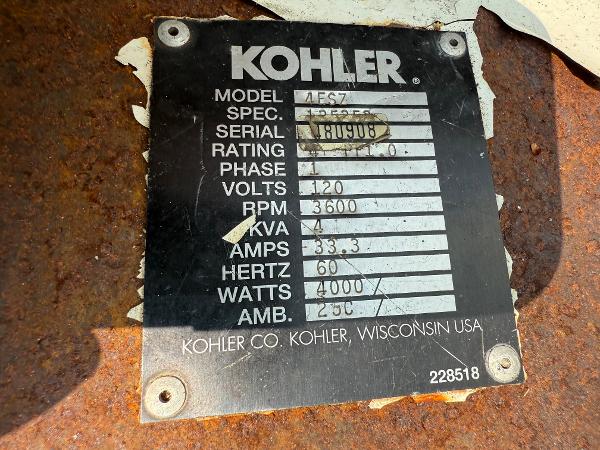 KOHLER®
MODEL 4ESZ
SPEC.
SERIAL 180908
RATING
PHASE 1
VOLTS 120
RPM 3600
KVA 4
AMPS 33.3
HERTZ 60
WATTS 4000/
AMB. 25C /
KOHLER CO. KOHLER, WISCONSIN USA
228518